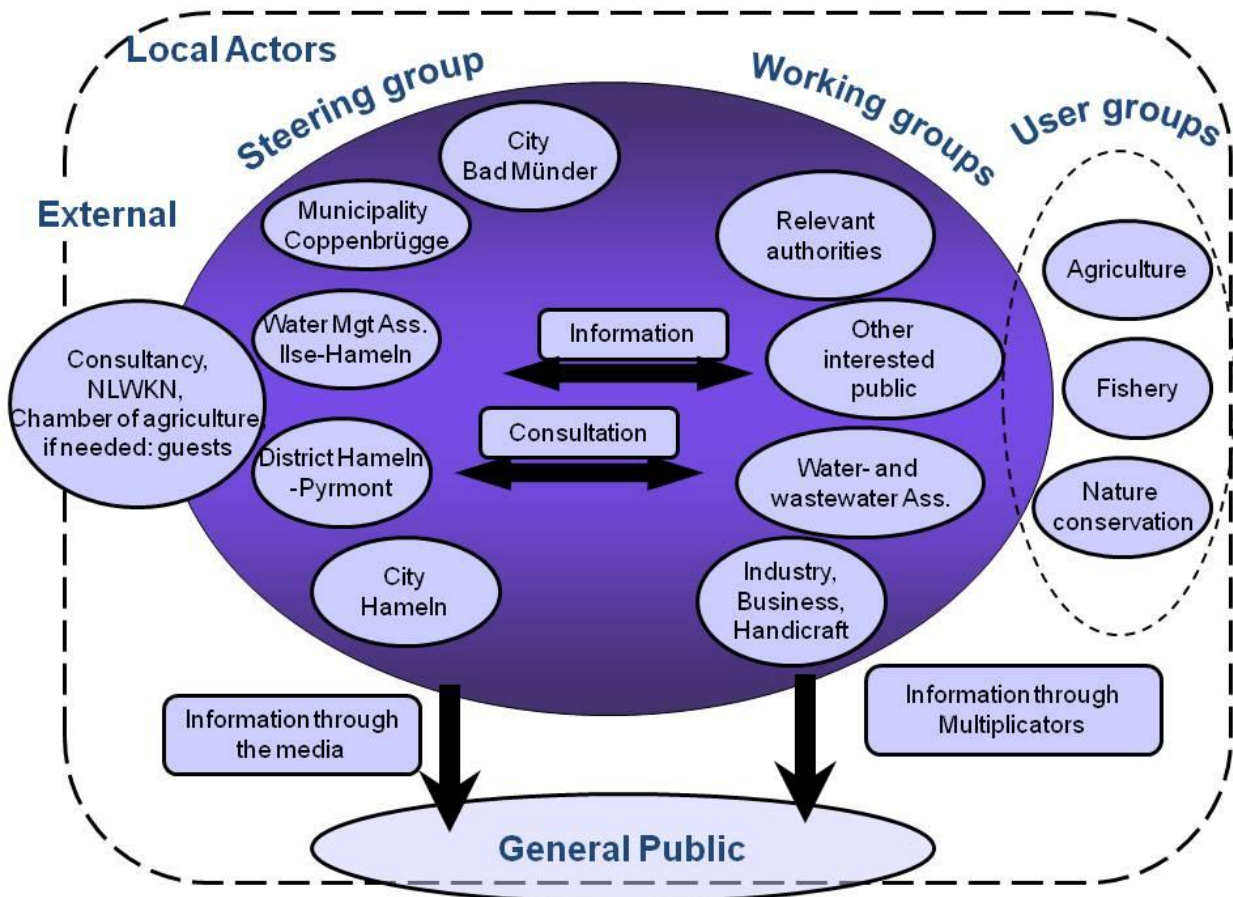 Local Actors
Steering group
Working groups
User groups
External
City
Bad Münder
Municipality
Coppenbrügge
Water Mgt Ass.
Ilse-Hameln
District Hameln
-Pyrmont
City
Hameln
Consultancy,
NLWKN,
Chamber of agriculture,
if needed: guests
Information
Consultation
Relevant
authorities
Other
interested
public
Water- and
wastewater Ass.
Industry,
Business,
Handicraft
Agriculture
Fishery
Nature
conservation
Information through
the media
Information through
Multiplicators
General Public